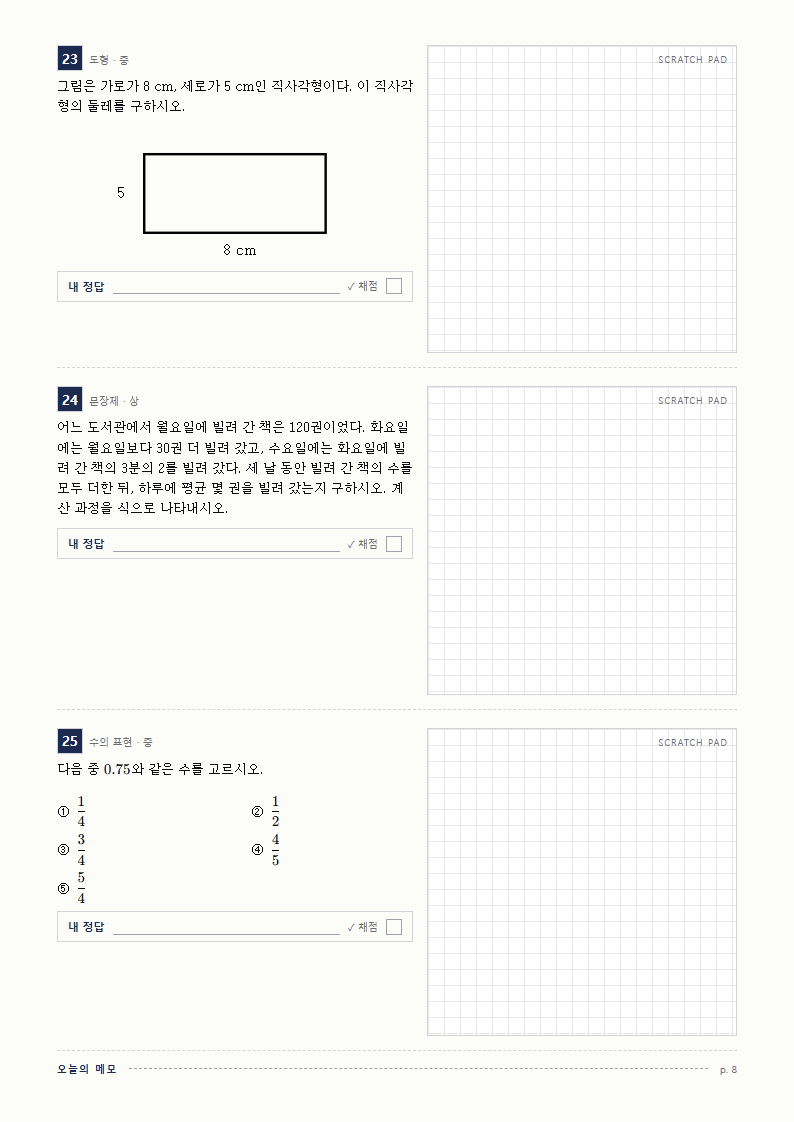 23 도형 · 중
그림은 가로가 8 cm, 세로가 5 cm인 직사각형이다. 이 직사각
형의 둘레를 구하시오.
5
8 cm
내 정답 ✓ 채점
SCRATCH PAD
24 문장제 · 상
어느 도서관에서 월요일에 빌려 간 책은 120권이었다. 화요일
에는 월요일보다 30권 더 빌려 갔고, 수요일에는 화요일에 빌
려 간 책의 3분의 2를 빌려 갔다. 세 날 동안 빌려 간 책의 수를
모두 더한 뒤, 하루에 평균 몇 권을 빌려 갔는지 구하시오. 계
산 과정을 식으로 나타내시오.
내 정답 ✓ 채점
SCRATCH PAD
25 수의 표현 · 중
다음 중 0.75와 같은 수를 고르시오.
① 1/4 ② 1/2
③ 3/4 ④ 4/5
⑤ 5/4
내 정답 ✓ 채점
SCRATCH PAD
오늘의 메모 p. 8